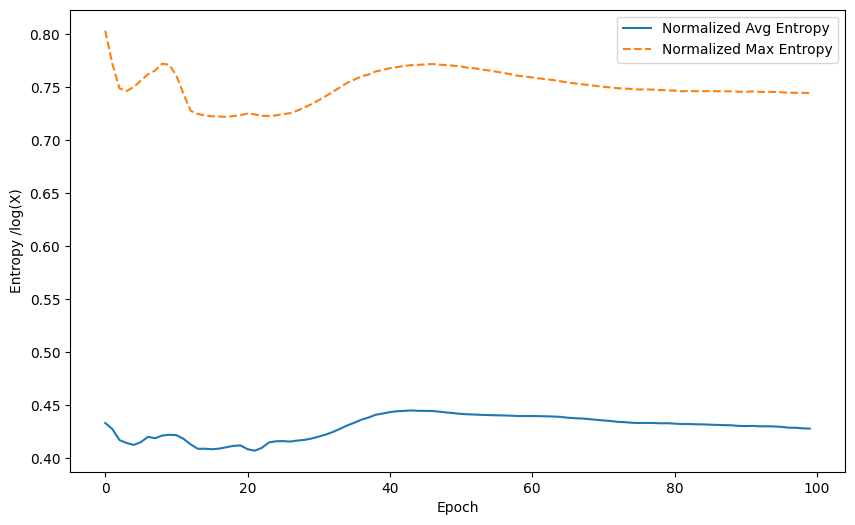 Normalized Avg Entropy
Normalized Max Entropy
0.80
0.75
0.70
0.65
0.60
0.55
0.50
0.45
0.40
Entropy /log(X)
0 20 40 60 80 100
Epoch